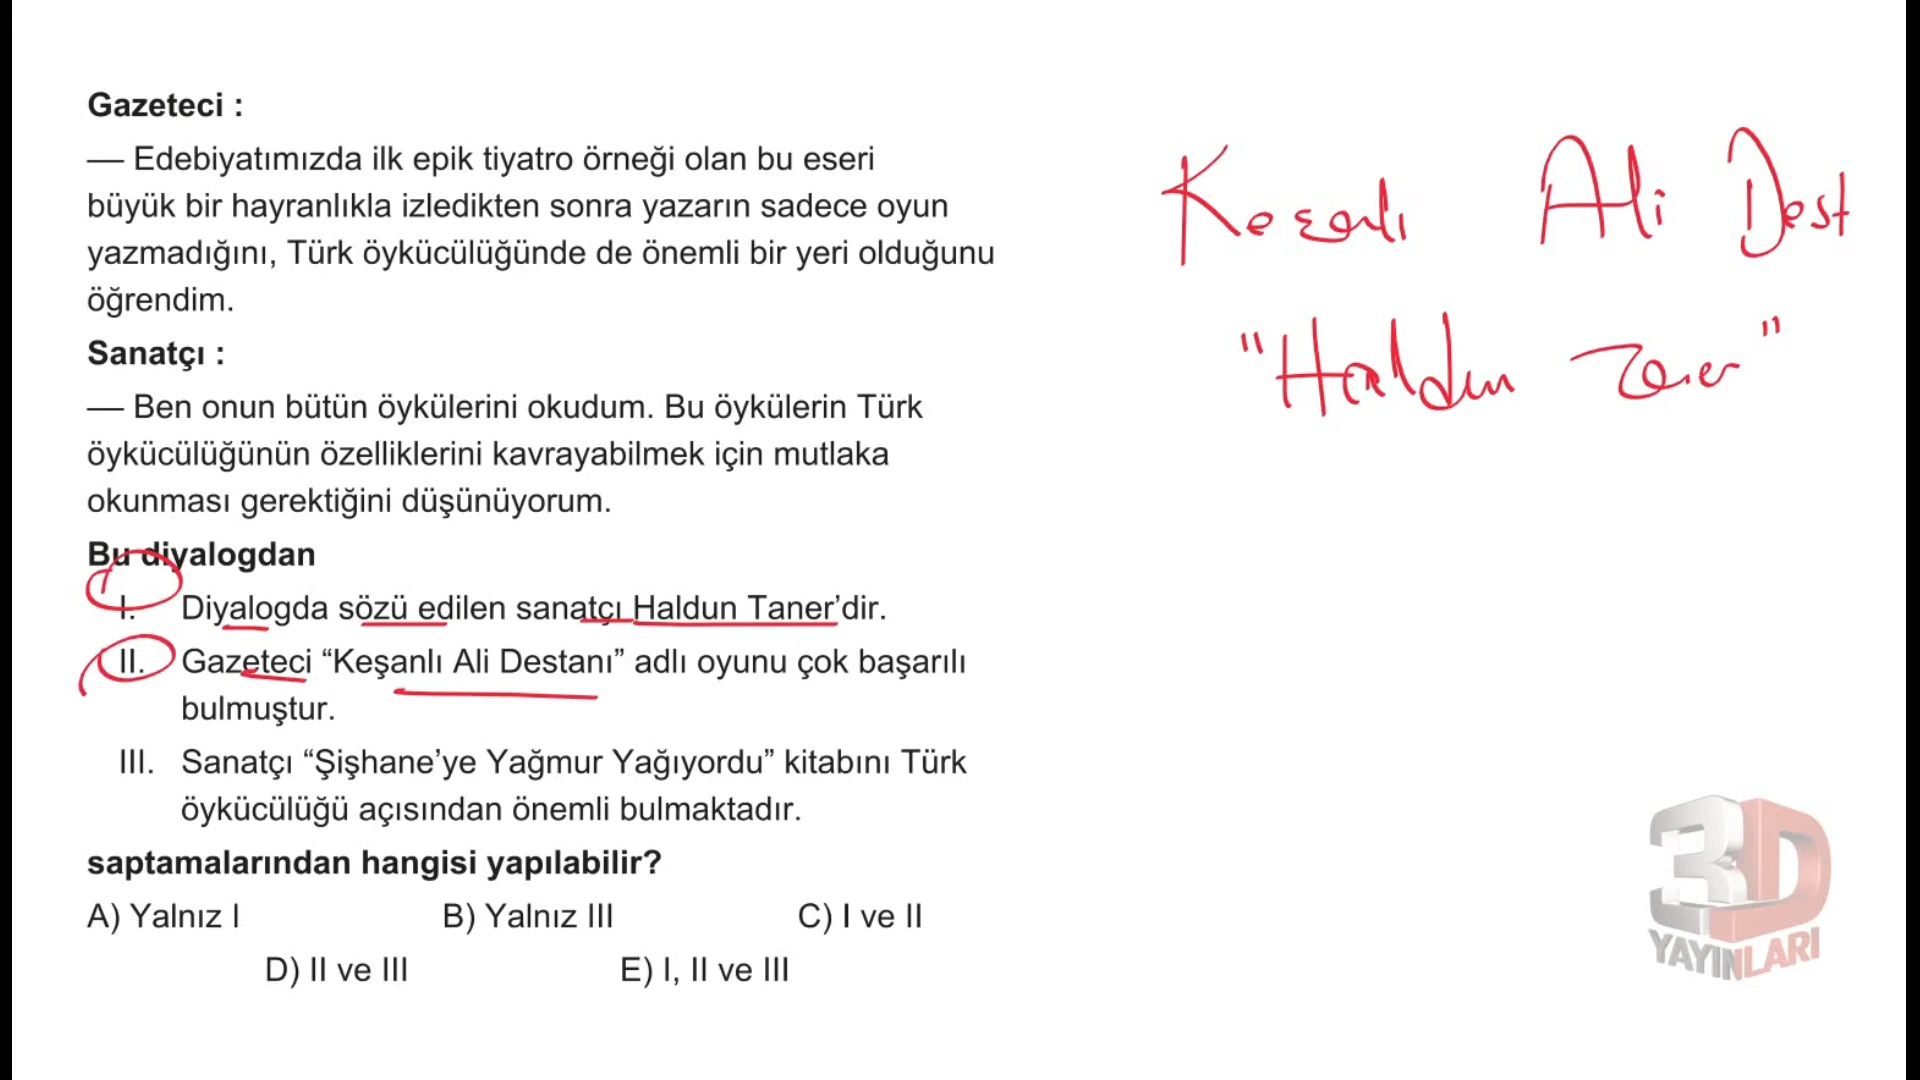 Gazeteci :
— Edebiyatımızda ilk epik tiyatro örneği olan bu eseri
büyük bir hayranlıkla izledikten sonra yazarın sadece oyun
yazmadığını, Türk öykücülüğünde de önemli bir yeri olduğunu
öğrendim.
Sanatçı :
— Ben onun bütün öykülerini okudum. Bu öykülerin Türk
öykücülüğünün özelliklerini kavrayabilmek için mutlaka
okunması gerektiğini düşünüyorum.
Bu diyalogdan
I. Diyalogda sözü edilen sanatçı Haldun Taner’dir.
II. Gazeteci “Keşanlı Ali Destanı” adlı oyunu çok başarılı
bulmuştur.
III. Sanatçı “Şişhane’ye Yağmur Yağıyordu” kitabını Türk
öykücülüğü açısından önemli bulmaktadır.
saptamalarından hangisi yapılabilir?
A) Yalnız I B) Yalnız III C) I ve II
D) II ve III E) I, II ve III
Keşanlı Ali Dest
"Haldun Taner"
3D
YAYINLARI